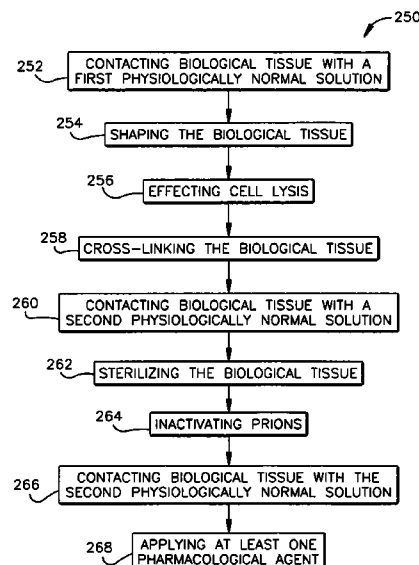 250
252
CONTACTING BIOLOGICAL TISSUE WITH A
FIRST PHYSIOLOGICALLY NORMAL SOLUTION
254
SHAPING THE BIOLOGICAL TISSUE
256
EFFECTING CELL LYSIS
258
CROSS-LINKING THE BIOLOGICAL TISSUE
260
CONTACTING BIOLOGICAL TISSUE WITH A
SECOND PHYSIOLOGICALLY NORMAL SOLUTION
262
STERILIZING THE BIOLOGICAL TISSUE
264
INACTIVATING PRIONS
266
CONTACTING BIOLOGICAL TISSUE WITH THE
SECOND PHYSIOLOGICALLY NORMAL SOLUTION
268
APPLYING AT LEAST ONE
PHARMACOLOGICAL AGENT